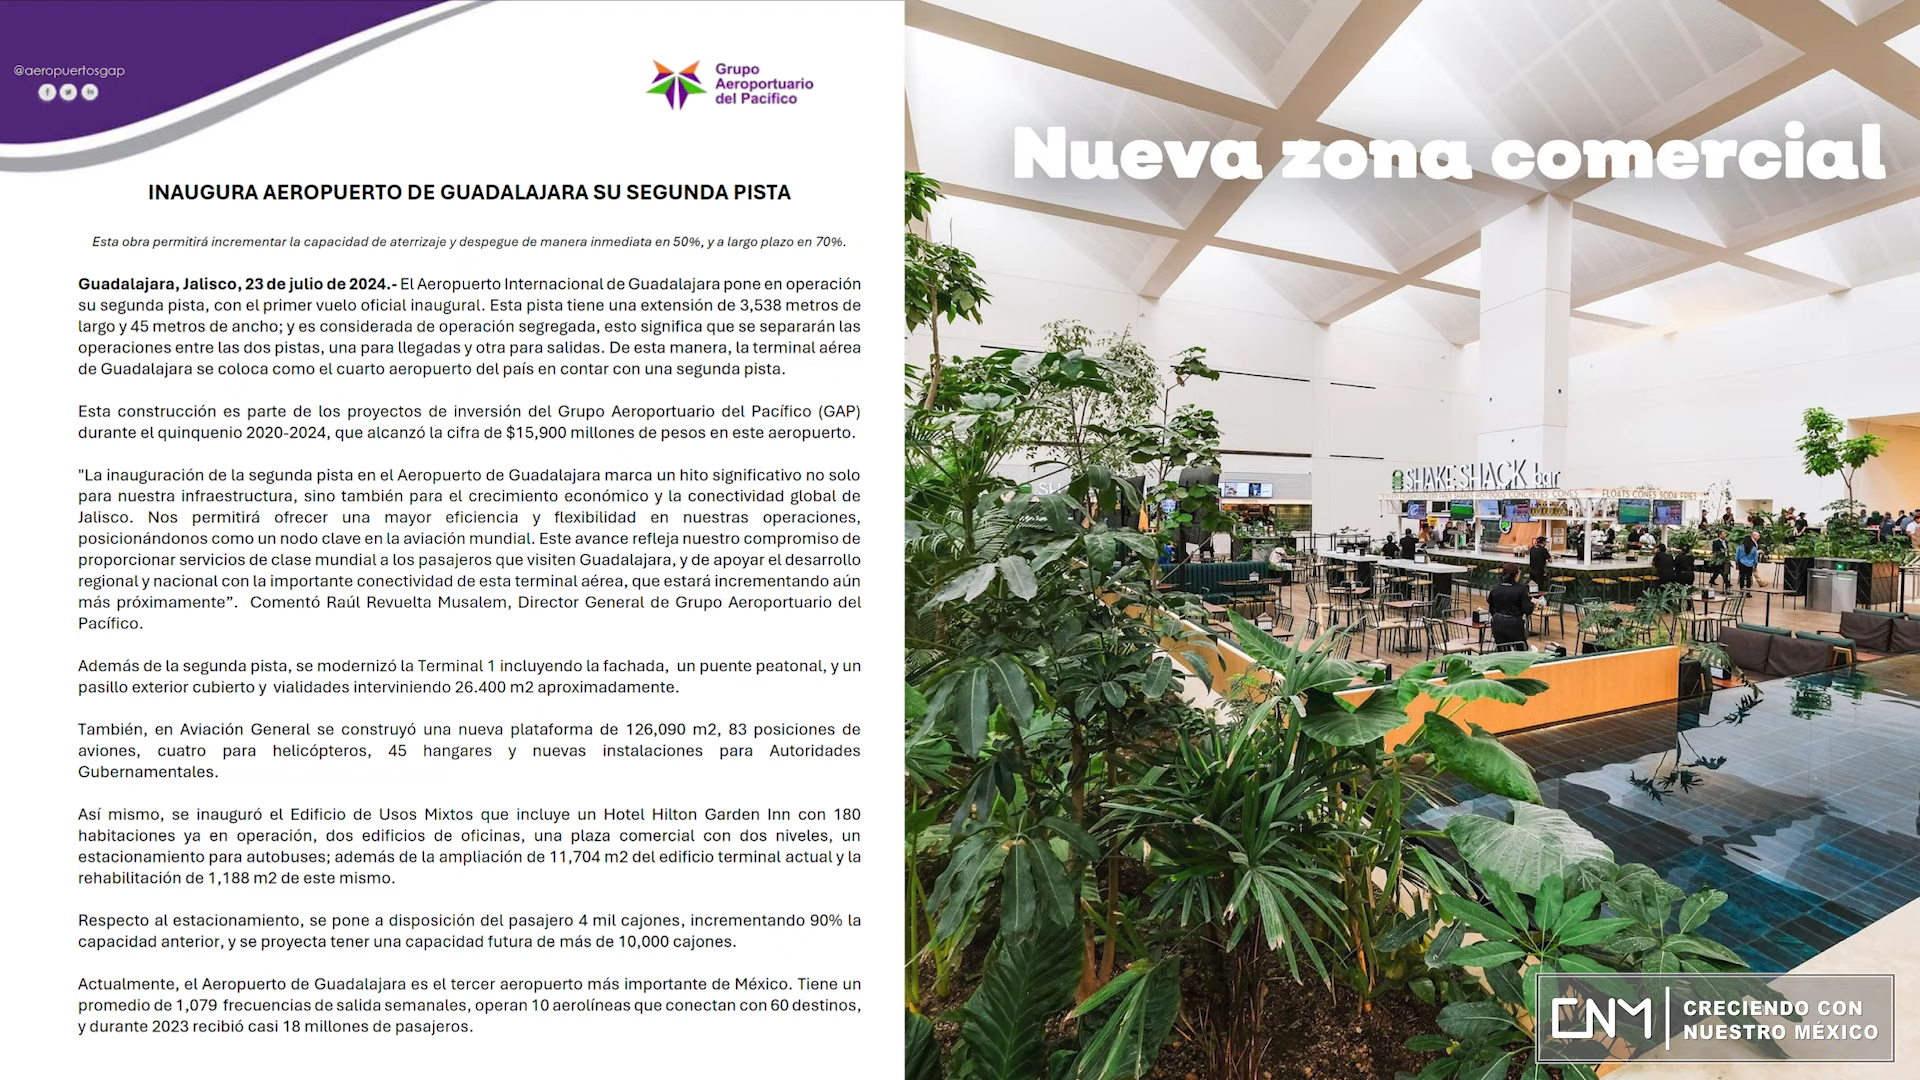 @aeropuertosgap
Grupo
Aeroportuario
del Pacífico
INAUGURA AEROPUERTO DE GUADALAJARA SU SEGUNDA PISTA
Esta obra permitirá incrementar la capacidad de aterrizaje y despegue de manera inmediata en 50%, y a largo plazo en 70%.
Guadalajara, Jalisco, 23 de julio de 2024.- El Aeropuerto Internacional de Guadalajara pone en operación
su segunda pista, con el primer vuelo oficial inaugural. Esta pista tiene una extensión de 3,538 metros de
largo y 45 metros de ancho; y es considerada de operación segregada, esto significa que se separarán las
operaciones entre las dos pistas, una para llegadas y otra para salidas. De esta manera, la terminal aérea
de Guadalajara se coloca como el cuarto aeropuerto del país en contar con una segunda pista.
Esta construcción es parte de los proyectos de inversión del Grupo Aeroportuario del Pacífico (GAP)
durante el quinquenio 2020-2024, que alcanzó la cifra de $15,900 millones de pesos en este aeropuerto.
"La inauguración de la segunda pista en el Aeropuerto de Guadalajara marca un hito significativo no solo
para nuestra infraestructura, sino también para el crecimiento económico y la conectividad global de
Jalisco. Nos permitirá ofrecer una mayor eficiencia y flexibilidad en nuestras operaciones,
posicionándonos como un nodo clave en la aviación mundial. Este avance refleja nuestro compromiso de
proporcionar servicios de clase mundial a los pasajeros que visiten Guadalajara, y de apoyar el desarrollo
regional y nacional con la importante conectividad de esta terminal aérea, que estará incrementando aún
más próximamente”. Comentó Raúl Revuelta Musalem, Director General de Grupo Aeroportuario del
Pacífico.
Además de la segunda pista, se modernizó la Terminal 1 incluyendo la fachada, un puente peatonal, y un
pasillo exterior cubierto y vialidades interviniendo 26.400 m2 aproximadamente.
También, en Aviación General se construyó una nueva plataforma de 126,090 m2, 83 posiciones de
aviones, cuatro para helicópteros, 45 hangares y nuevas instalaciones para Autoridades
Gubernamentales.
Así mismo, se inauguró el Edificio de Usos Mixtos que incluye un Hotel Hilton Garden Inn con 180
habitaciones ya en operación, dos edificios de oficinas, una plaza comercial con dos niveles, un
estacionamiento para autobuses; además de la ampliación de 11,704 m2 del edificio terminal actual y la
rehabilitación de 1,188 m2 de este mismo.
Respecto al estacionamiento, se pone a disposición del pasajero 4 mil cajones, incrementando 90% la
capacidad anterior, y se proyecta tener una capacidad futura de más de 10,000 cajones.
Actualmente, el Aeropuerto de Guadalajara es el tercer aeropuerto más importante de México. Tiene un
promedio de 1,079 frecuencias de salida semanales, operan 10 aerolíneas que conectan con 60 destinos,
y durante 2023 recibió casi 18 millones de pasajeros.
Nueva zona comercial
SHAKE SHACK bar
SHAKES HOT DOGS CONCRETES CONES
FLOATS CONES SODA FRIES
CNM
CRECIENDO CON
NUESTRO MÉXICO